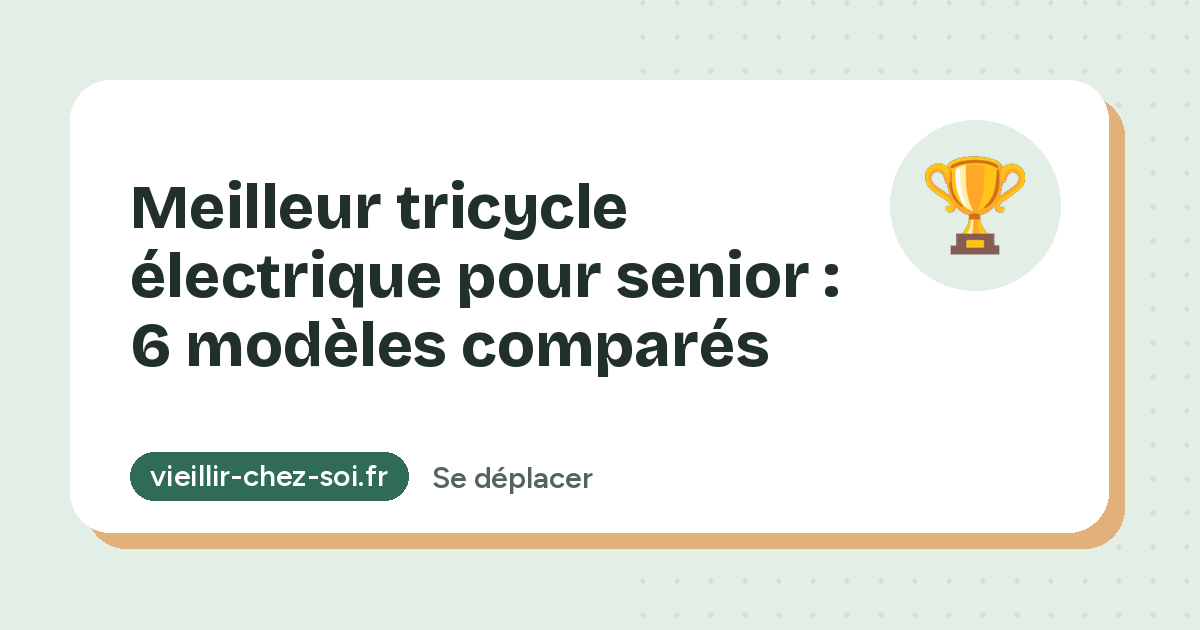 Meilleur tricycle
électrique pour senior :
6 modèles comparés
vieillir-chez-soi.fr Se déplacer